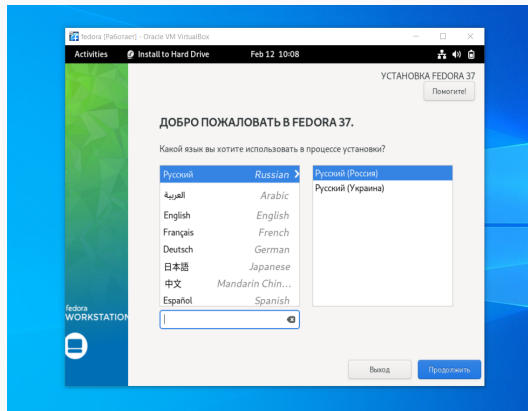 fedora [Работает] - Oracle VM VirtualBox
Activities Install to Hard Drive Feb 12 10:08
УСТАНОВКА FEDORA 37
Помогите!
ДОБРО ПОЖАЛОВАТЬ В FEDORA 37.
Какой язык вы хотите использовать в процессе установки?
Русский Russian Русский (Россия)
العربية Arabic Русский (Украина)
English English
Français French
Deutsch German
日本語 Japanese
中文 Mandarin Chin...
Español Spanish
fedora
WORKSTATION
Выход Продолжить